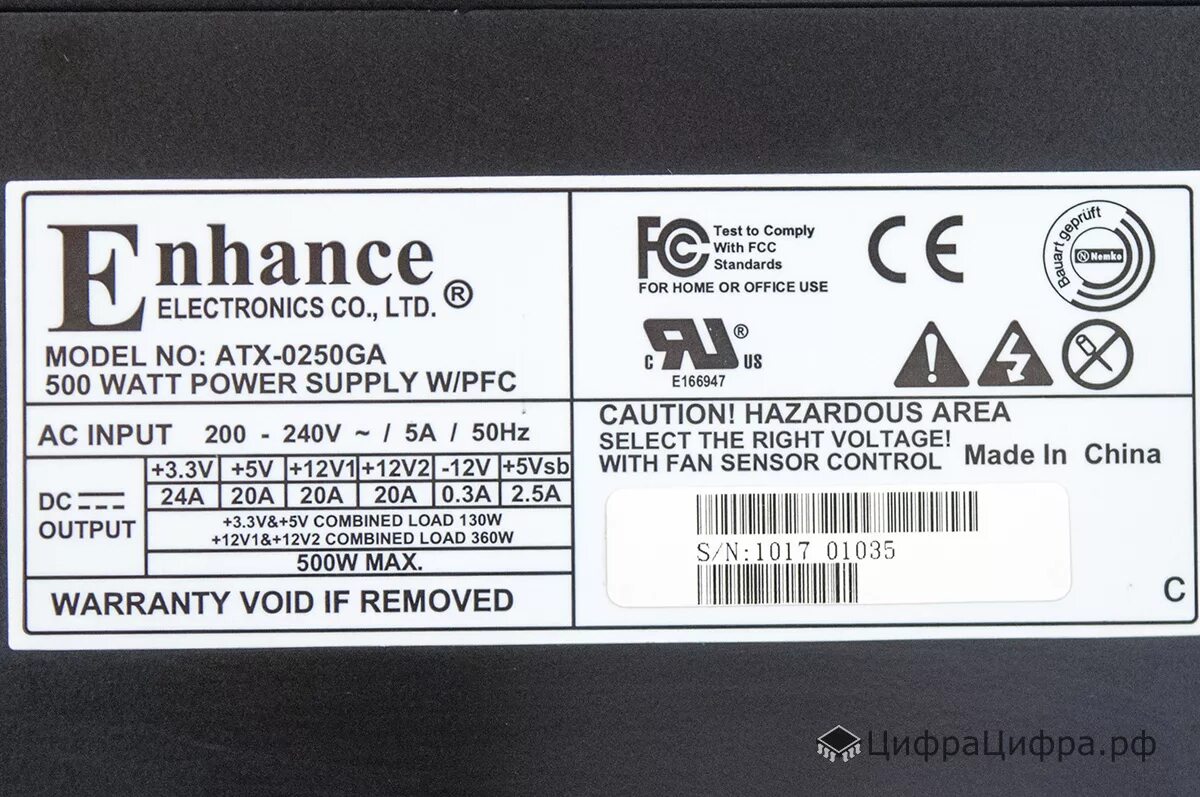 Enhance
ELECTRONICS CO., LTD. ®
MODEL NO: ATX-0250GA
500 WATT POWER SUPPLY W/PFC
AC INPUT 200 - 240V ~ / 5A / 50Hz
DC OUTPUT
+3.3V +5V +12V1 +12V2 -12V +5Vsb
24A 20A 20A 20A 0.3A 2.5A
+3.3V&+5V COMBINED LOAD 130W
+12V1&+12V2 COMBINED LOAD 360W
500W MAX.
WARRANTY VOID IF REMOVED
FC Test to Comply
With FCC
Standards
FOR HOME OR OFFICE USE
CE
Bauart geprüft
N Nemko
c RU ® US
E166947
CAUTION! HAZARDOUS AREA
SELECT THE RIGHT VOLTAGE!
WITH FAN SENSOR CONTROL Made In China
S/N:1017 01035
C
ЦифраЦифра.рф